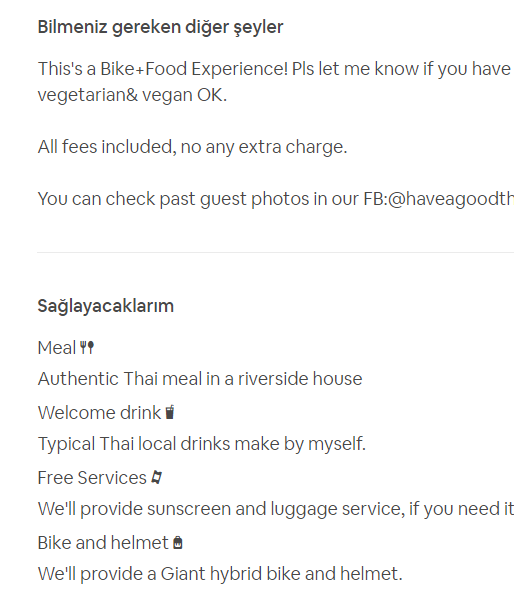 Bilmeniz gereken diğer şeyler
This's a Bike+Food Experience! Pls let me know if you have
vegetarian& vegan OK.
All fees included, no any extra charge.
You can check past guest photos in our FB:@haveagoodth
Sağlayacaklarım
Meal
Authentic Thai meal in a riverside house
Welcome drink
Typical Thai local drinks make by myself.
Free Services
We'll provide sunscreen and luggage service, if you need it
Bike and helmet
We'll provide a Giant hybrid bike and helmet.